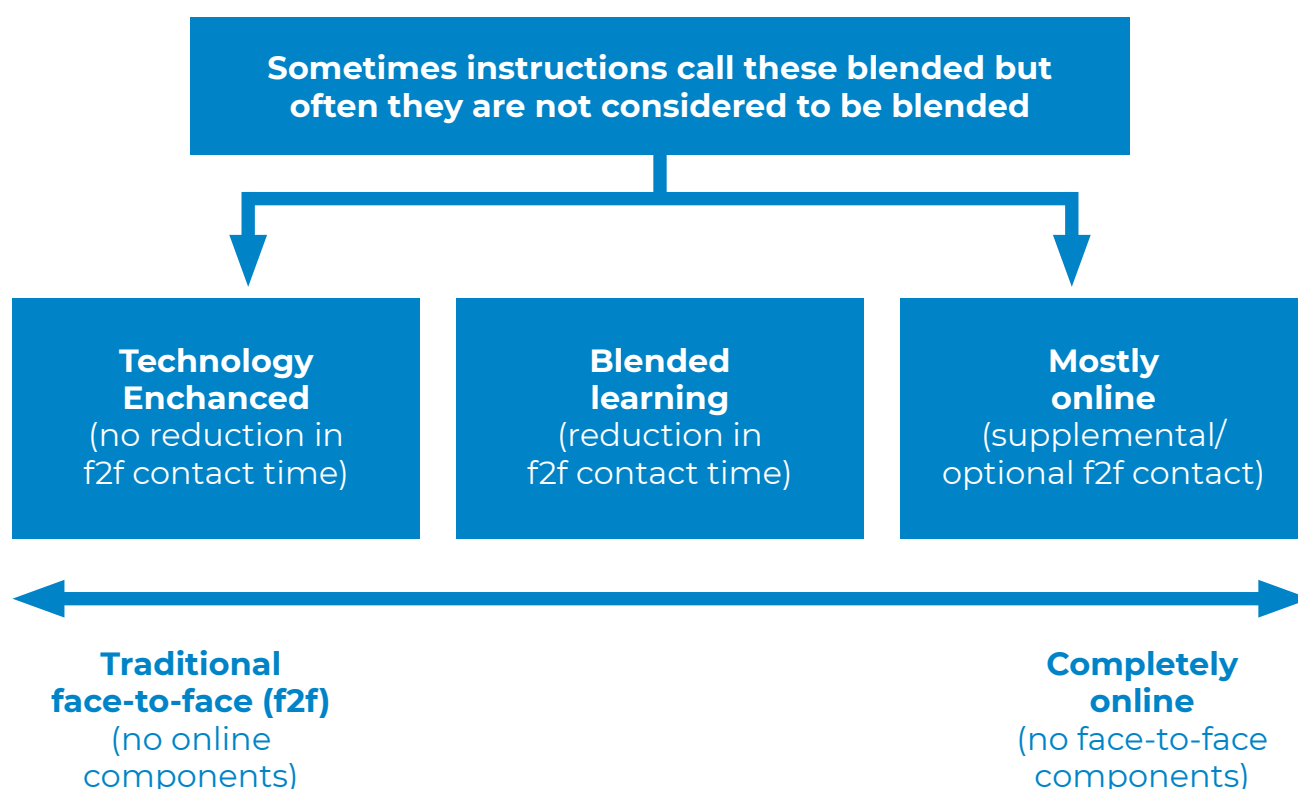 Sometimes instructions call these blended but
often they are not considered to be blended
Technology
Enchanced
(no reduction in
f2f contact time)
Blended
learning
(reduction in
f2f contact time)
Mostly
online
(supplemental/
optional f2f contact)
Traditional
face-to-face (f2f)
(no online
components)
Completely
online
(no face-to-face
components)